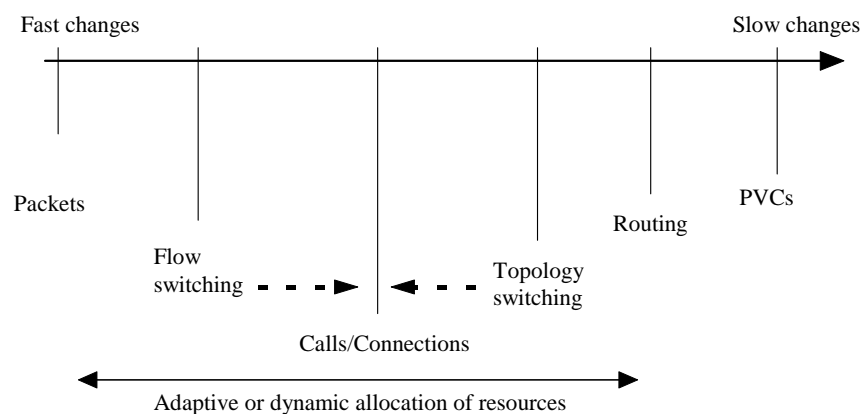 Fast changes
Slow changes
Packets
PVCs
Routing
Flow
switching
Topology
switching
Calls/Connections
Adaptive or dynamic allocation of resources